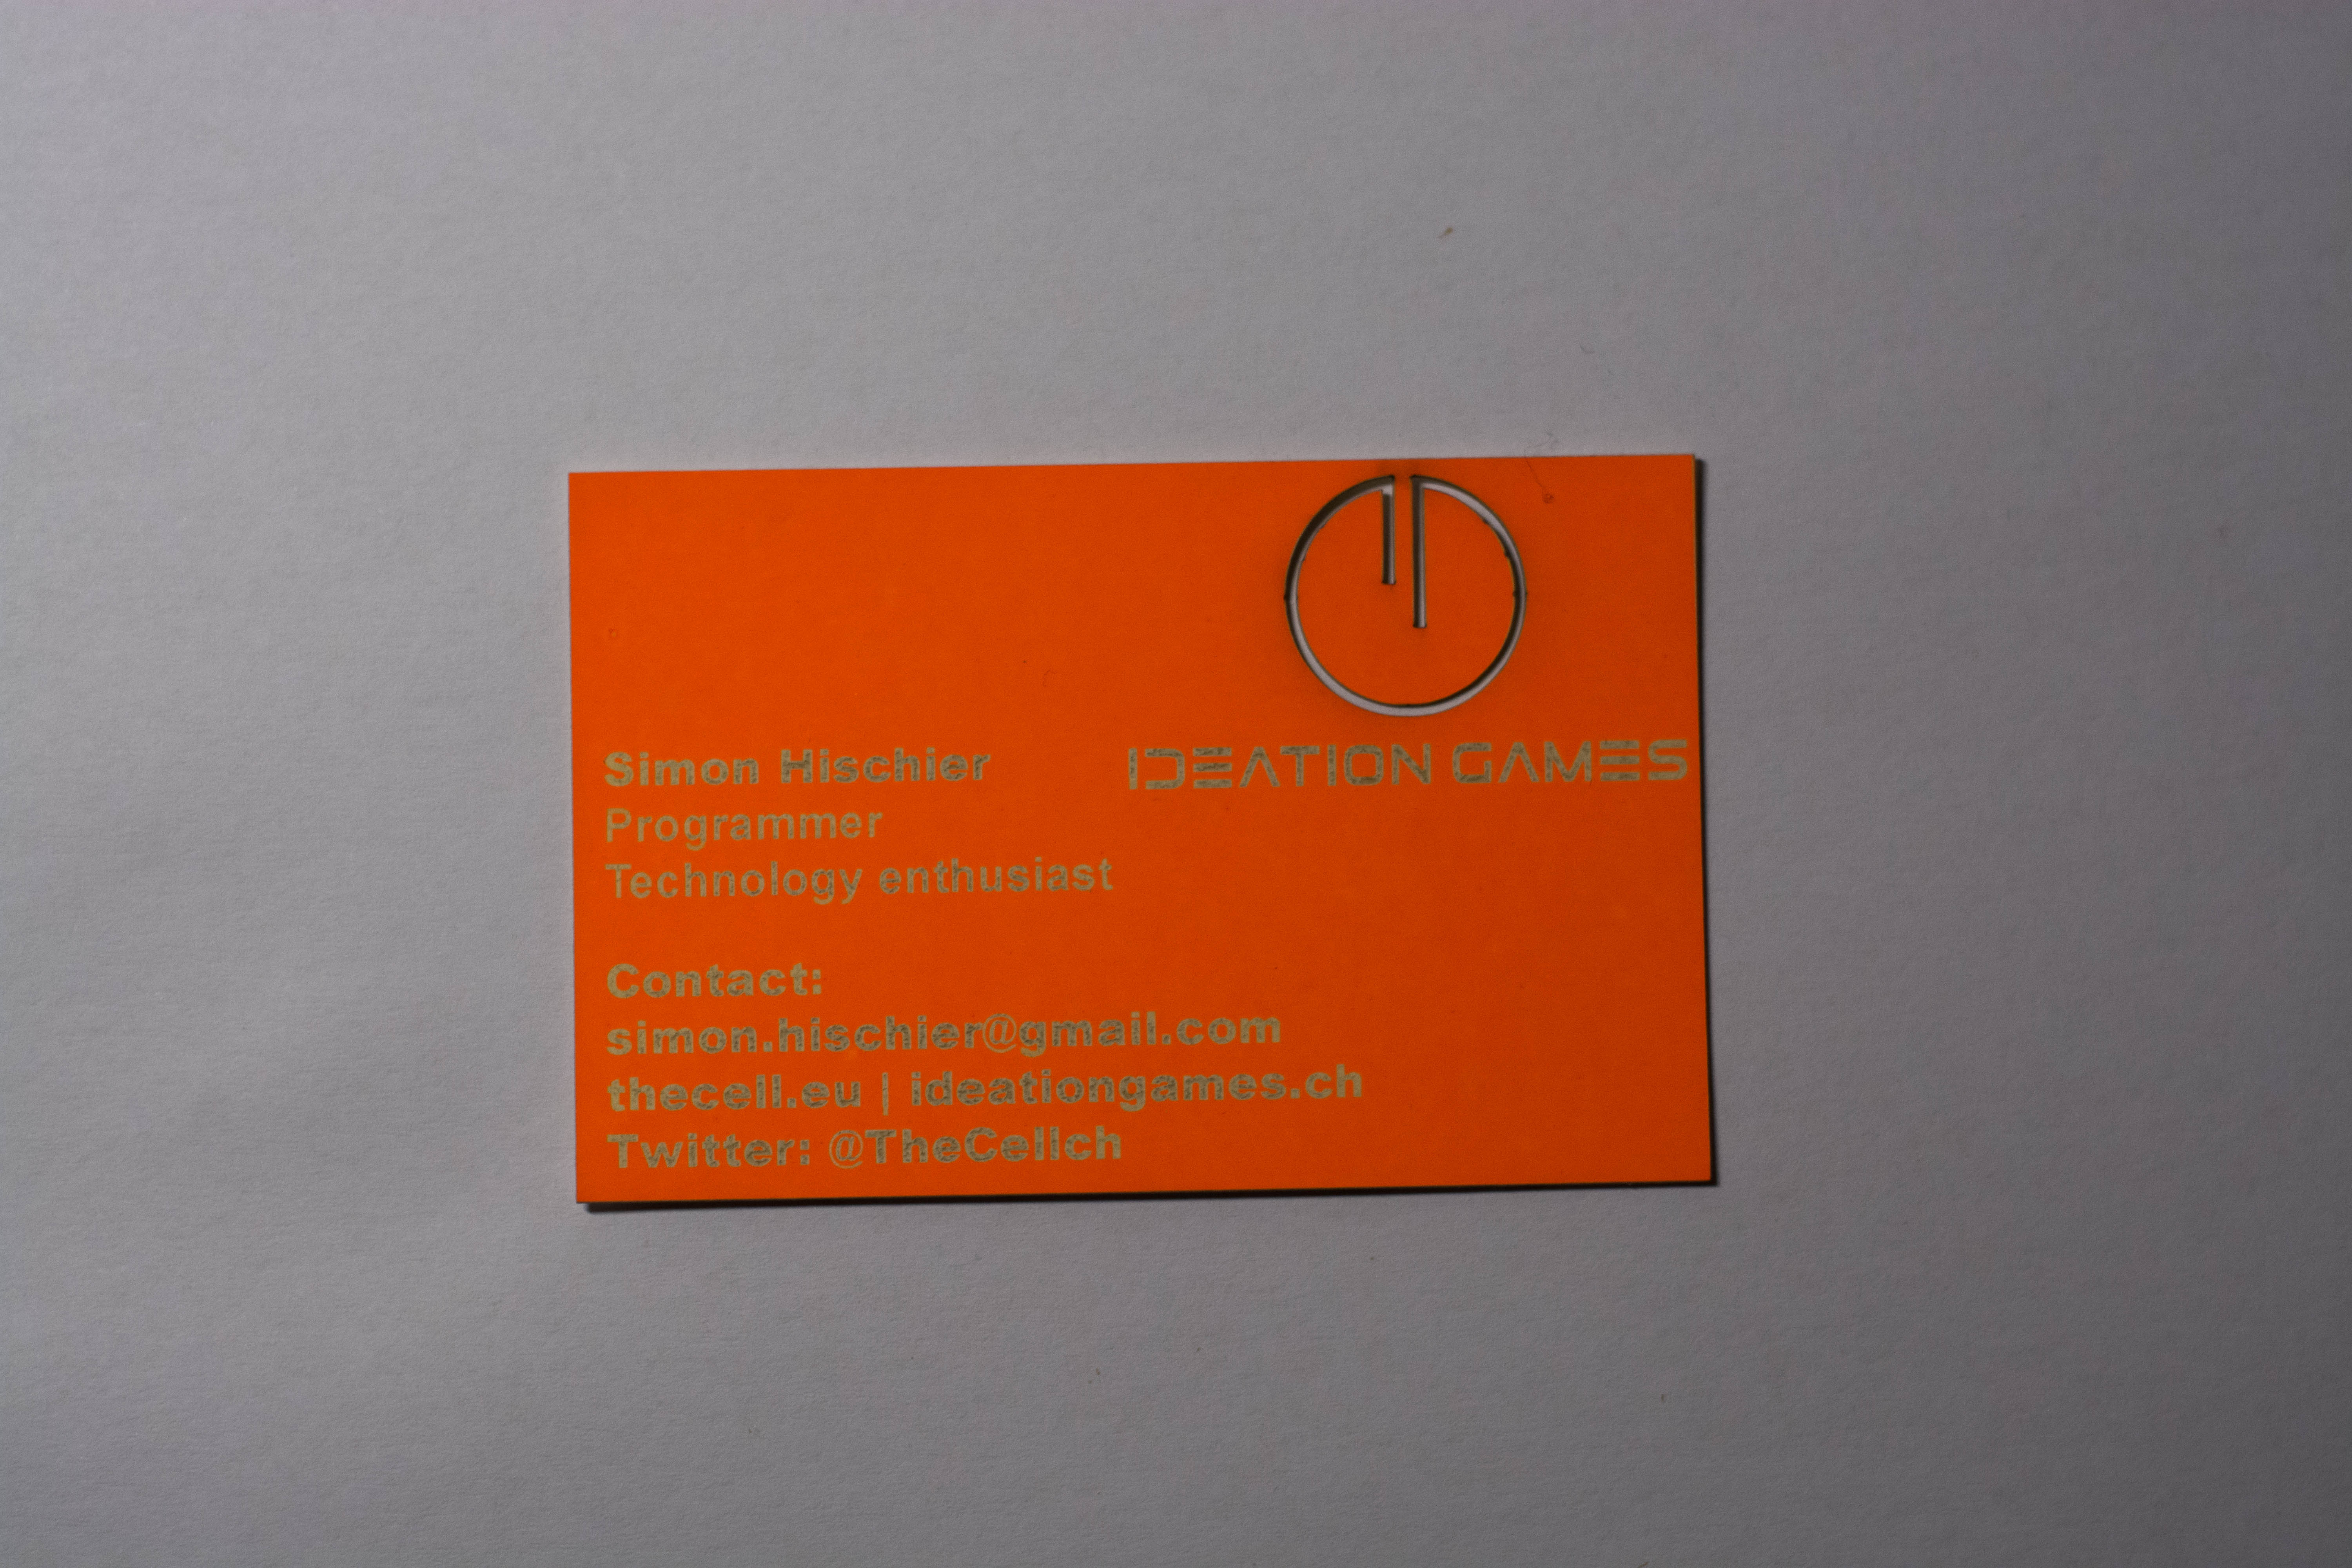 IDEATION GAMES
Simon Hischier
Programmer
Technology enthusiast
Contact:
simon.hischier@gmail.com
thecell.eu | ideationgames.ch
Twitter: @TheCellch